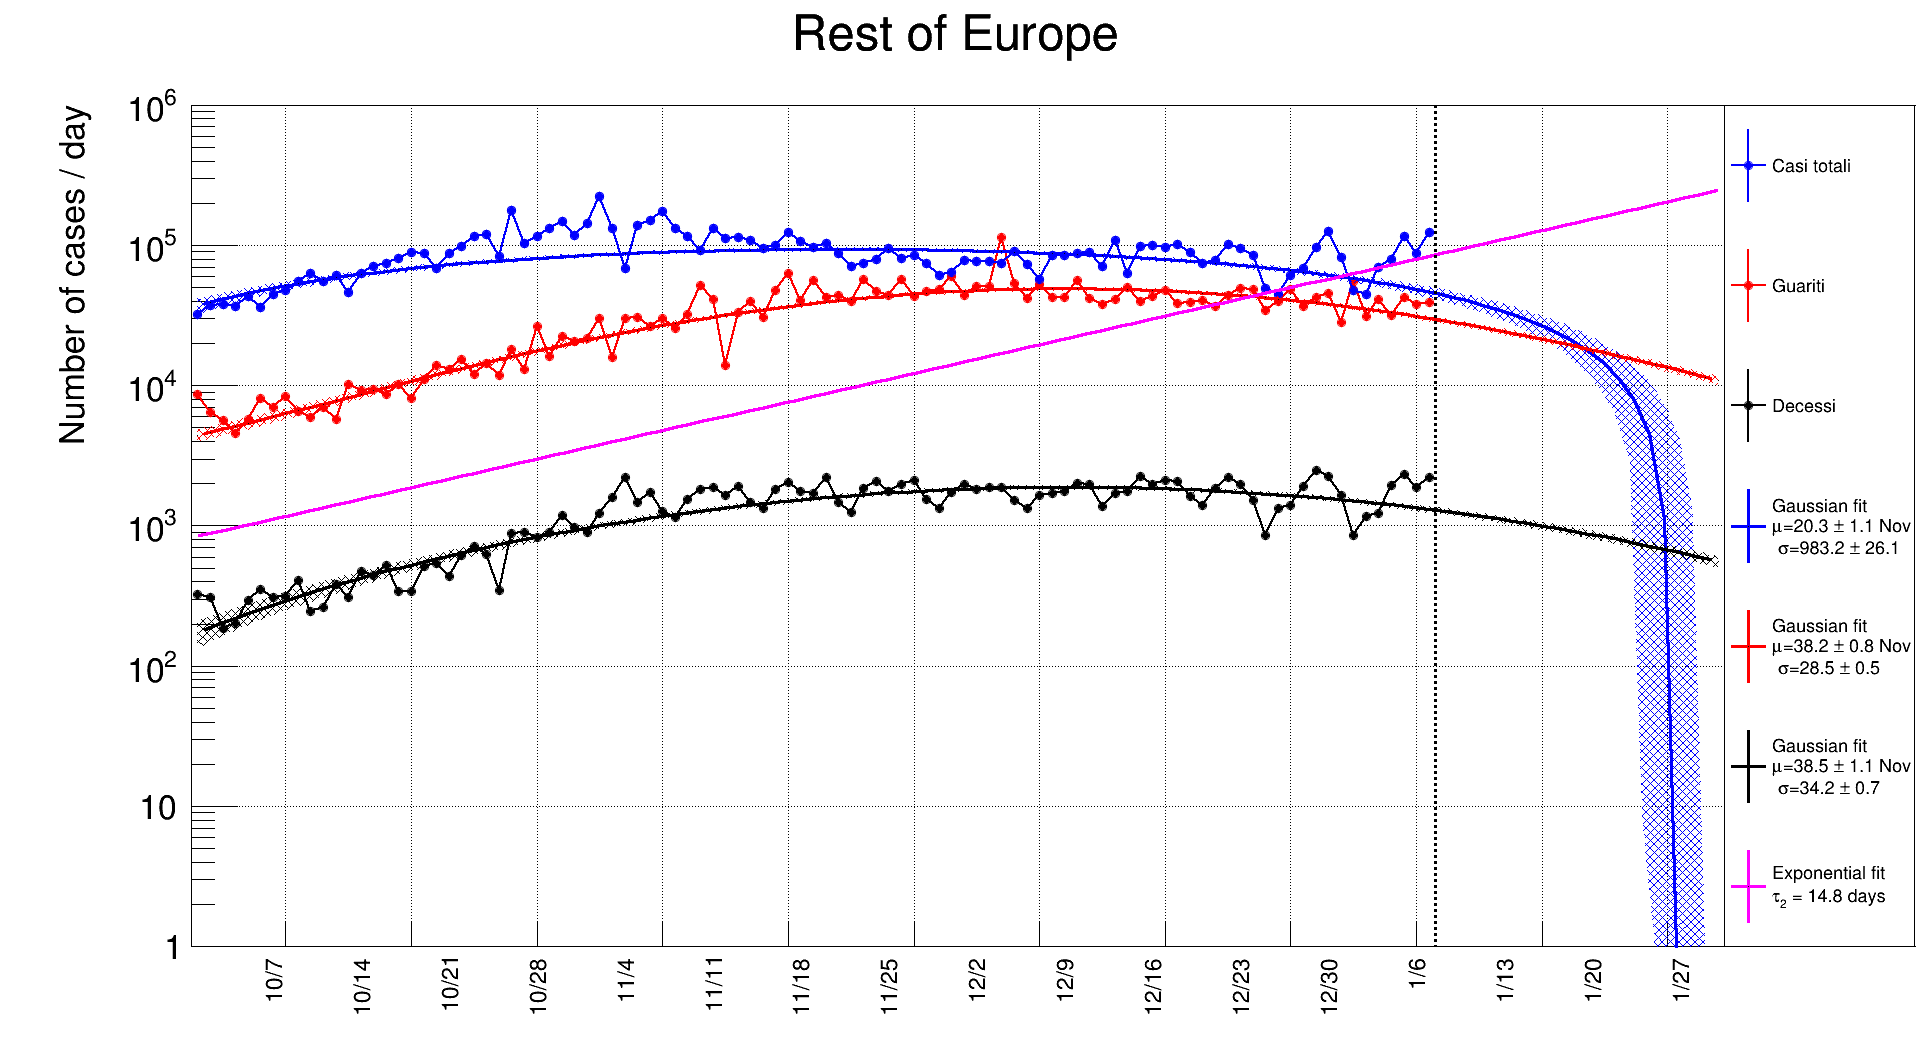 Rest of Europe
Number of cases / day
10^6
10^5
10^4
10^3
10^2
10
1
10/7
10/14
10/21
10/28
11/4
11/11
11/18
11/25
12/2
12/9
12/16
12/23
12/30
1/6
1/13
1/20
1/27
Casi totali
Guariti
Decessi
Gaussian fit
μ=20.3 ± 1.1 Nov
σ=983.2 ± 26.1
Gaussian fit
μ=38.2 ± 0.8 Nov
σ=28.5 ± 0.5
Gaussian fit
μ=38.5 ± 1.1 Nov
σ=34.2 ± 0.7
Exponential fit
τ₂ = 14.8 days